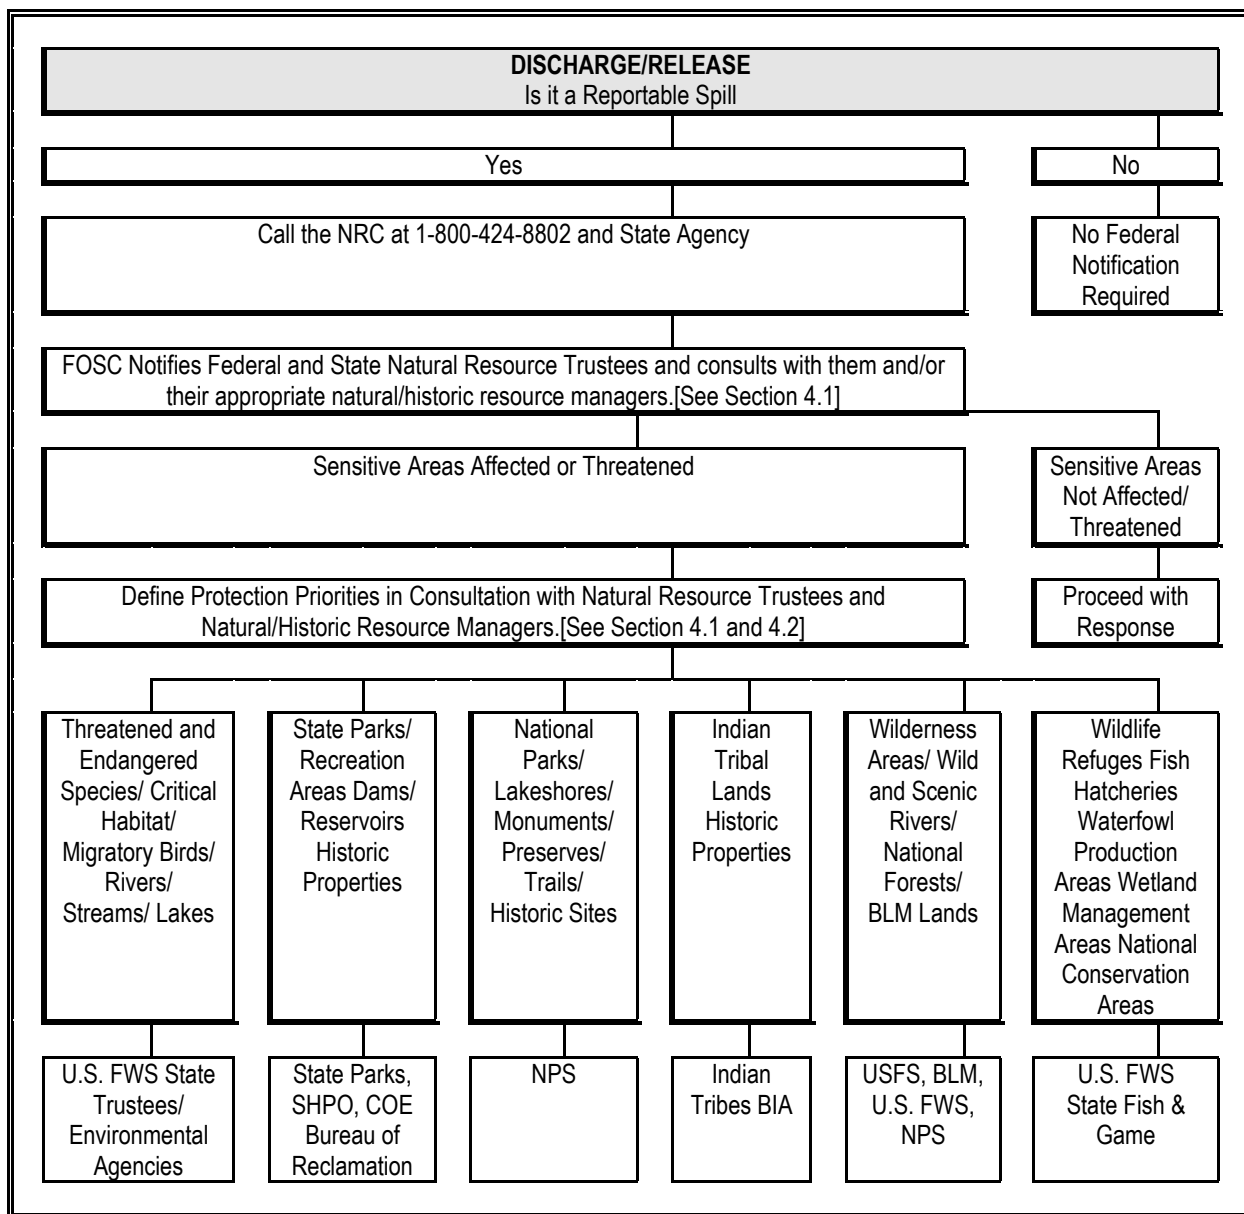 DISCHARGE/RELEASE
Is it a Reportable Spill
Yes
No
Call the NRC at 1-800-424-8802 and State Agency
No Federal
Notification
Required
FOSC Notifies Federal and State Natural Resource Trustees and consults with them and/or
their appropriate natural/historic resource managers.[See Section 4.1]
Sensitive Areas Affected or Threatened
Sensitive Areas
Not Affected/
Threatened
Define Protection Priorities in Consultation with Natural Resource Trustees and
Natural/Historic Resource Managers.[See Section 4.1 and 4.2]
Proceed with
Response
Threatened and
Endangered
Species/ Critical
Habitat/
Migratory Birds/
Rivers/
Streams/ Lakes
State Parks/
Recreation
Areas Dams/
Reservoirs
Historic
Properties
National
Parks/
Lakeshores/
Monuments/
Preserves/
Trails/
Historic Sites
Indian
Tribal
Lands
Historic
Properties
Wilderness
Areas/ Wild
and Scenic
Rivers/
National
Forests/
BLM Lands
Wildlife
Refuges Fish
Hatcheries
Waterfowl
Production
Areas Wetland
Management
Areas National
Conservation
Areas
U.S. FWS State
Trustees/
Environmental
Agencies
State Parks,
SHPO, COE
Bureau of
Reclamation
NPS
Indian
Tribes BIA
USFS, BLM,
U.S. FWS,
NPS
U.S. FWS
State Fish &
Game